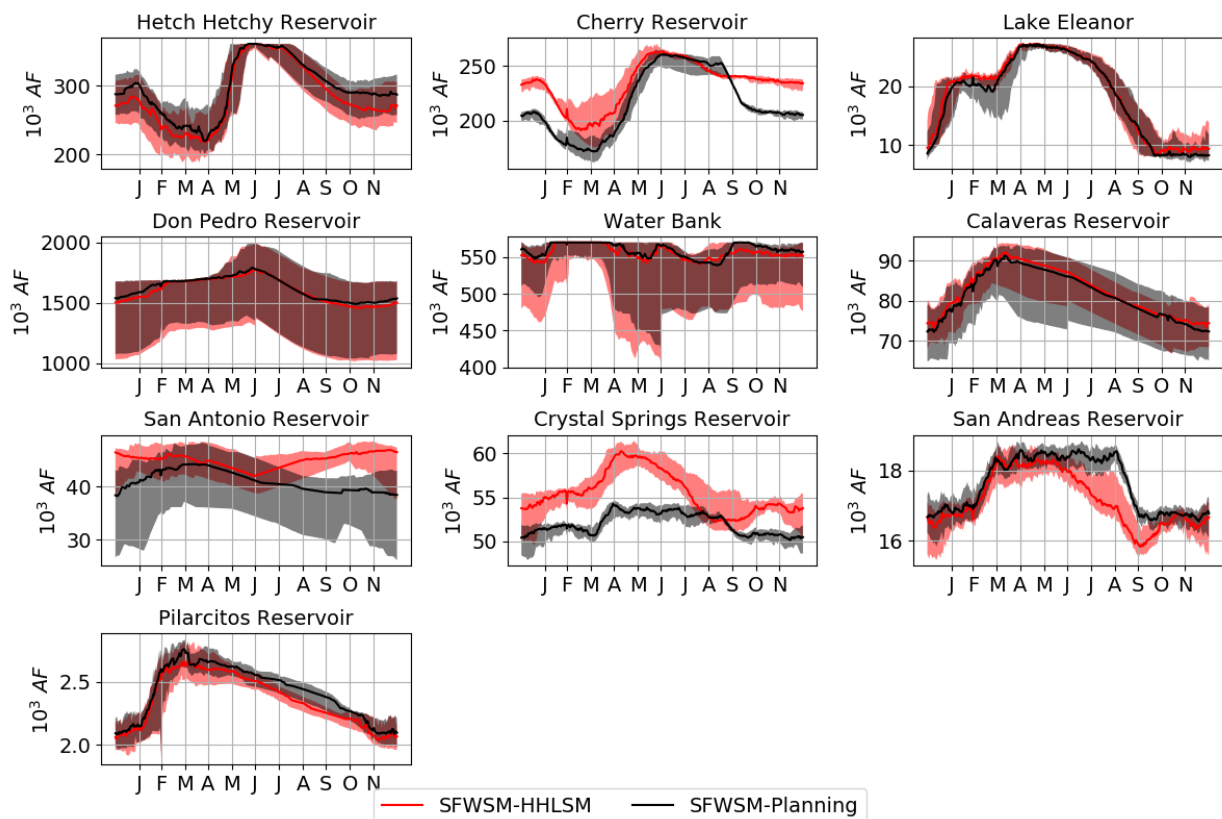 Hetch Hetchy Reservoir
Cherry Reservoir
Lake Eleanor
10³ AF
300
200
J F M A M J J A S O N
10³ AF
250
200
J F M A M J J A S O N
10³ AF
20
10
J F M A M J J A S O N
Don Pedro Reservoir
Water Bank
Calaveras Reservoir
10³ AF
2000
1500
1000
J F M A M J J A S O N
10³ AF
550
500
450
400
J F M A M J J A S O N
10³ AF
90
80
70
J F M A M J J A S O N
San Antonio Reservoir
Crystal Springs Reservoir
San Andreas Reservoir
10³ AF
40
30
J F M A M J J A S O N
10³ AF
60
55
50
J F M A M J J A S O N
10³ AF
18
16
J F M A M J J A S O N
Pilarcitos Reservoir
10³ AF
2.5
2.0
J F M A M J J A S O N
SFWSM-HHLSM SFWSM-Planning